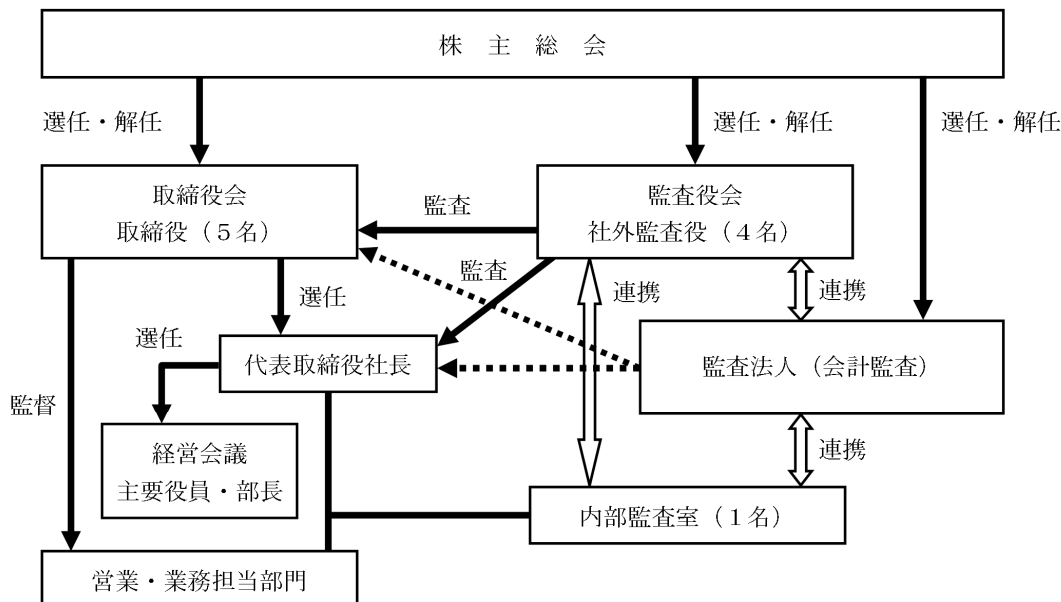 株　主　総　会
選任・解任
選任・解任
選任・解任
取締役会
取締役（５名）
監査
監査役会
社外監査役（４名）
監査
連携
連携
選任
選任
代表取締役社長
監査法人（会計監査）
監督
経営会議
主要役員・部長
連携
内部監査室（１名）
営業・業務担当部門